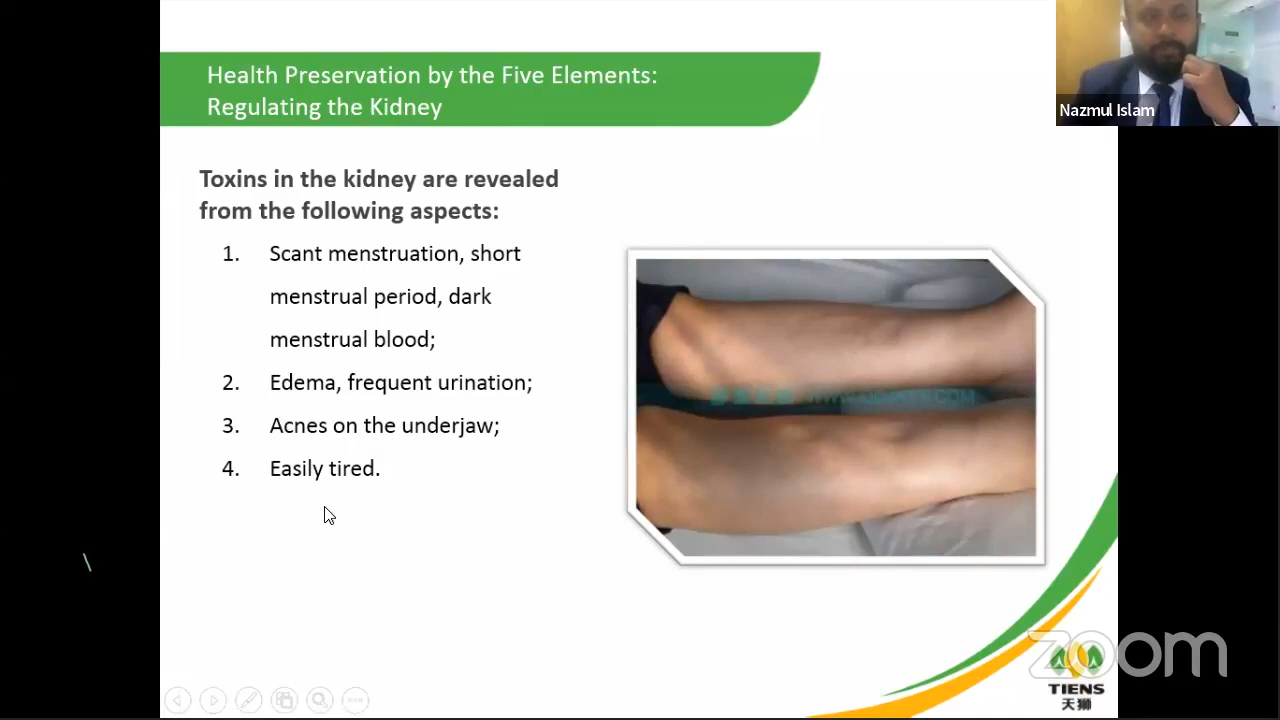 Health Preservation by the Five Elements:
Regulating the Kidney
Nazmul Islam
Toxins in the kidney are revealed
from the following aspects:
1. Scant menstruation, short
menstrual period, dark
menstrual blood;
2. Edema, frequent urination;
3. Acnes on the underjaw;
4. Easily tired.
zoom
TIENS
天狮